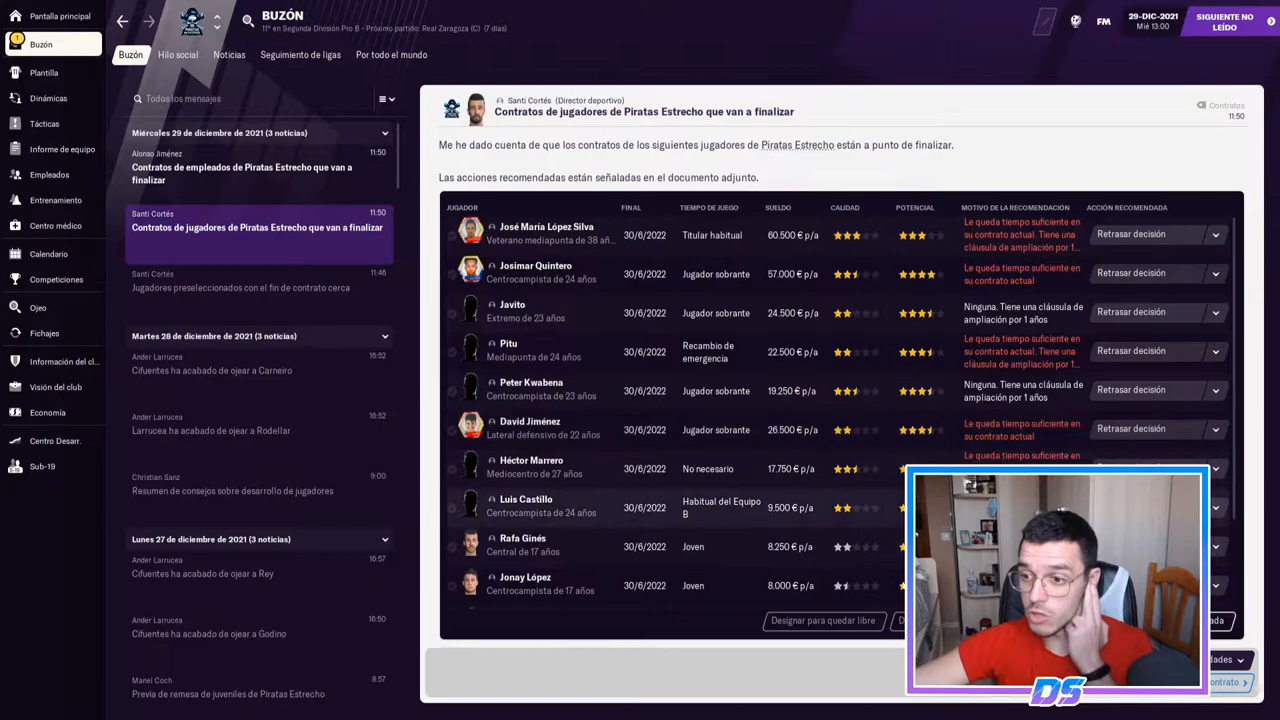 Pantalla principal
Buzón
1
Plantilla
Dinámicas
Tácticas
Informe de equipo
Empleados
Entrenamiento
Centro médico
Calendario
Competiciones
Ojeo
Fichajes
Información del cl...
Visión del club
Economía
Centro Desarr.
Sub-19
BUZÓN
11º en Segunda División Pro B - Próximo partido: Real Zaragoza (C) (7 días)
FM
29-DIC-2021
Mié 13:00
SIGUIENTE NO
LEÍDO
Buzón
Hilo social
Noticias
Seguimiento de ligas
Por todo el mundo
Todos los mensajes
Miércoles 29 de diciembre de 2021 (3 noticias)
Alonso Jiménez 11:50
Contratos de empleados de Piratas Estrecho que van a
finalizar
Santi Cortés 11:50
Contratos de jugadores de Piratas Estrecho que van a finalizar
Santi Cortés 11:46
Jugadores preseleccionados con el fin de contrato cerca
Martes 28 de diciembre de 2021 (3 noticias)
Ander Larrucea 16:52
Cifuentes ha acabado de ojear a Carneiro
Ander Larrucea 16:52
Larrucea ha acabado de ojear a Rodellar
Christian Sanz 9:00
Resumen de consejos sobre desarrollo de jugadores
Lunes 27 de diciembre de 2021 (3 noticias)
Ander Larrucea 16:57
Cifuentes ha acabado de ojear a Rey
Ander Larrucea 16:50
Cifuentes ha acabado de ojear a Godino
Manel Coch 8:57
Previa de remesa de juveniles de Piratas Estrecho
Santi Cortés (Director deportivo)
Contratos de jugadores de Piratas Estrecho que van a finalizar
Contratos
11:50
Me he dado cuenta de que los contratos de los siguientes jugadores de Piratas Estrecho están a punto de finalizar.
Las acciones recomendadas están señaladas en el documento adjunto.
JUGADOR FINAL TIEMPO DE JUEGO SUELDO CALIDAD POTENCIAL MOTIVO DE LA RECOMENDACIÓN ACCIÓN RECOMENDADA
José María López Silva
Veterano mediapunta de 38 añ...
30/6/2022 Titular habitual 60.500 € p/a
Le queda tiempo suficiente en
su contrato actual. Tiene una
cláusula de ampliación por 1...
Retrasar decisión
Josimar Quintero
Centrocampista de 24 años
30/6/2022 Jugador sobrante 57.000 € p/a
Le queda tiempo suficiente en
su contrato actual
Retrasar decisión
Javito
Extremo de 23 años
30/6/2022 Jugador sobrante 24.500 € p/a
Ninguna. Tiene una cláusula de
ampliación por 1 años
Retrasar decisión
Pitu
Mediapunta de 24 años
30/6/2022 Recambio de
emergencia
22.500 € p/a
Le queda tiempo suficiente en
su contrato actual. Tiene una
cláusula de ampliación por 1...
Retrasar decisión
Peter Kwabena
Centrocampista de 23 años
30/6/2022 Jugador sobrante 19.250 € p/a
Ninguna. Tiene una cláusula de
ampliación por 1 años
Retrasar decisión
David Jiménez
Lateral defensivo de 22 años
30/6/2022 Jugador sobrante 26.500 € p/a
Le queda tiempo suficiente en
su contrato actual
Retrasar decisión
Héctor Marrero
Mediocentro de 27 años
30/6/2022 No necesario 17.750 € p/a
Le queda tiempo suficiente en
Luis Castillo
Centrocampista de 24 años
30/6/2022 Habitual del Equipo
B
9.500 € p/a
Rafa Ginés
Central de 17 años
30/6/2022 Joven 8.250 € p/a
Jonay López
Centrocampista de 17 años
30/6/2022 Joven 8.000 € p/a
Designar para quedar libre
ada
dades
ontrato
DS